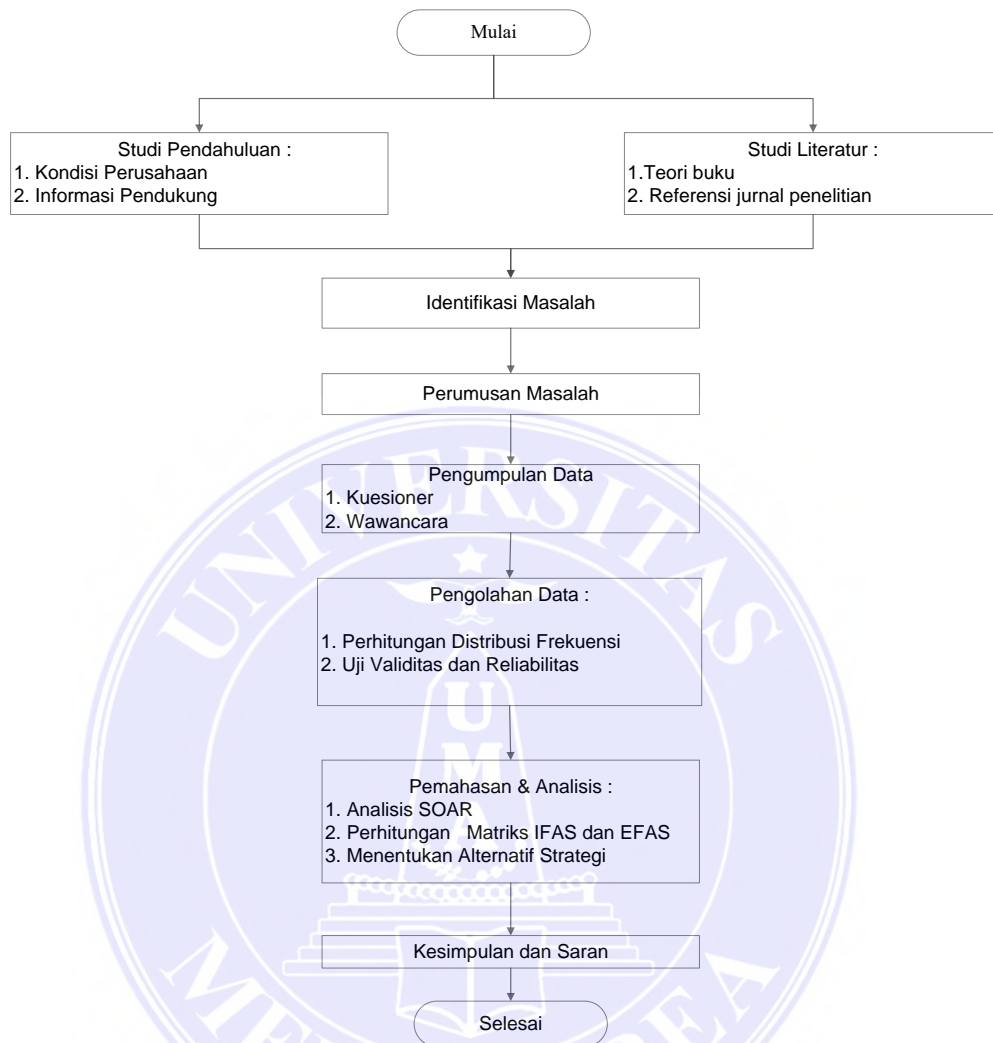 Mulai
Studi Pendahuluan :
1. Kondisi Perusahaan
2. Informasi Pendukung
Studi Literatur :
1.Teori buku
2. Referensi jurnal penelitian
Identifikasi Masalah
Perumusan Masalah
Pengumpulan Data
1. Kuesioner
2. Wawancara
Pengolahan Data :
1. Perhitungan Distribusi Frekuensi
2. Uji Validitas dan Reliabilitas
Pemahasan & Analisis :
1. Analisis SOAR
2. Perhitungan Matriks IFAS dan EFAS
3. Menentukan Alternatif Strategi
Kesimpulan dan Saran
Selesai
UNIVERSITAS
UMA